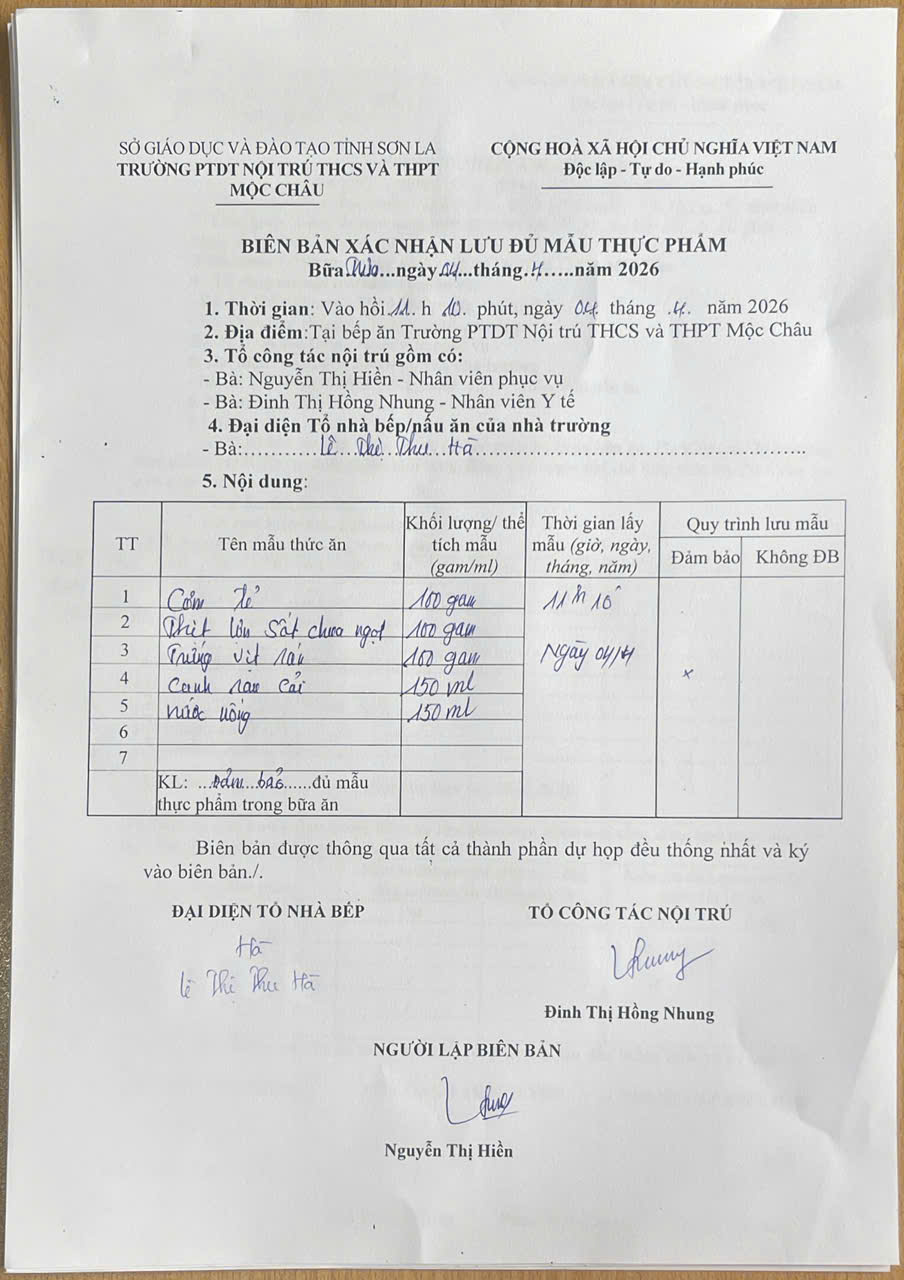 SỞ GIÁO DỤC VÀ ĐÀO TẠO TỈNH SƠN LA
TRƯỜNG PTDT NỘI TRÚ THCS VÀ THPT
MỘC CHÂU
CỘNG HOÀ XÃ HỘI CHỦ NGHĨA VIỆT NAM
Độc lập - Tự do - Hạnh phúc
BIÊN BẢN XÁC NHẬN LƯU ĐỦ MẪU THỰC PHẨM
Bữa trưa...ngày 04...tháng.4.....năm 2026
1. Thời gian: Vào hồi.11. h 10. phút, ngày 04 tháng .4. năm 2026
2. Địa điểm:Tại bếp ăn Trường PTDT Nội trú THCS và THPT Mộc Châu
3. Tổ công tác nội trú gồm có:
- Bà: Nguyễn Thị Hiền - Nhân viên phục vụ
- Bà: Đinh Thị Hồng Nhung - Nhân viên Y tế
4. Đại diện Tổ nhà bếp/nấu ăn của nhà trường
- Bà:............Lê...Thị...Thu...Hà..................................................
5. Nội dung:
TT Tên mẫu thức ăn Khối lượng/ thể tích mẫu (gam/ml) Thời gian lấy mẫu (giờ, ngày, tháng, năm) Quy trình lưu mẫu
Đảm bảo Không ĐB
1 Cơm tẻ 100 gam 11h 10'
2 Thịt lợn sốt chua ngọt 100 gam
3 Trứng vịt rán 100 gam Ngày 04/4
4 Canh rau cải 150 ml x
5 nước uống 150 ml
6
7
KL: ...Đảm...bảo......đủ mẫu
thực phẩm trong bữa ăn
Biên bản được thông qua tất cả thành phần dự họp đều thống nhất và ký
vào biên bản./.
ĐẠI DIỆN TỔ NHÀ BẾP
Hà
Lê Thị Thu Hà
TỔ CÔNG TÁC NỘI TRÚ
Nhung
Đinh Thị Hồng Nhung
NGƯỜI LẬP BIÊN BẢN
Nguyễn Thị Hiền